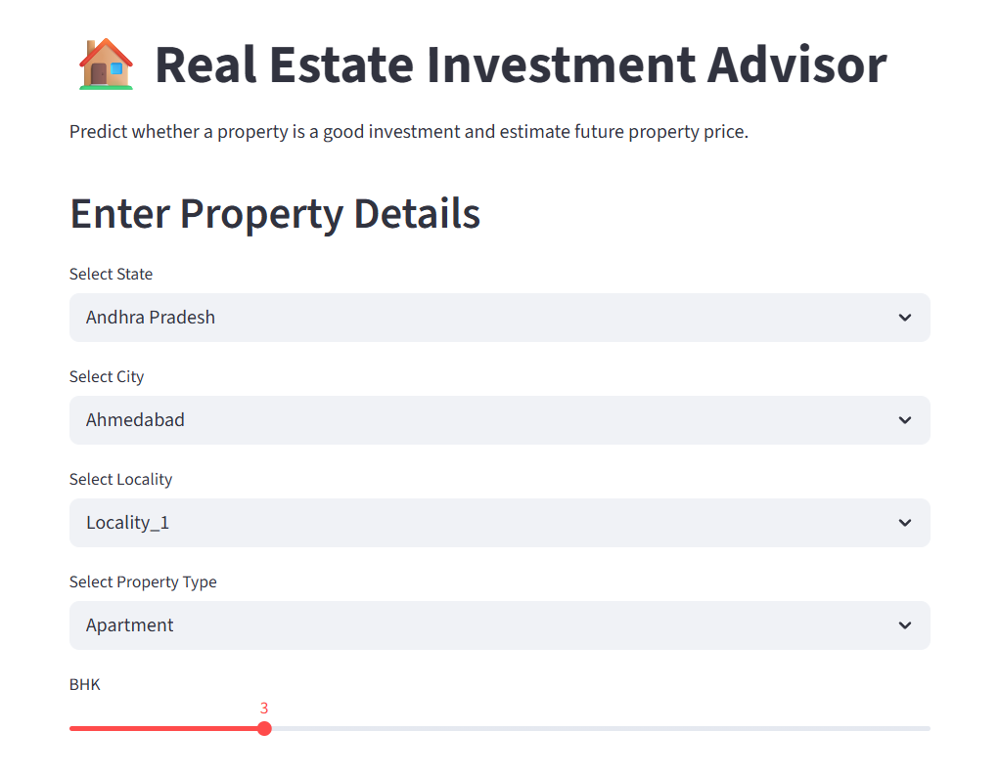 Real Estate Investment Advisor
Predict whether a property is a good investment and estimate future property price.
Enter Property Details
Select State
Andhra Pradesh
Select City
Ahmedabad
Select Locality
Locality_1
Select Property Type
Apartment
BHK
3